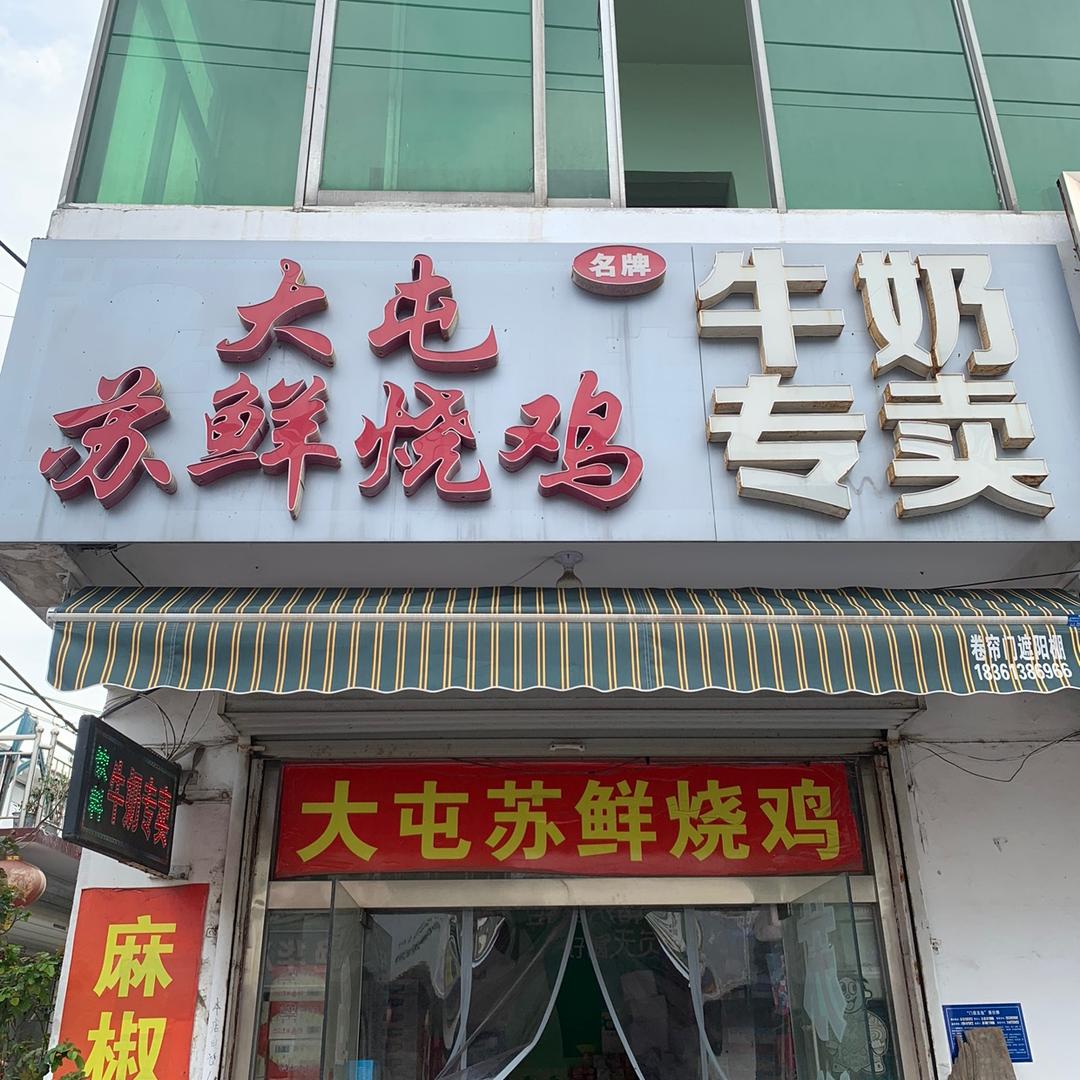 大屯
苏鲜烧鸡
名牌
牛奶
专卖
卷帘门遮阳棚
18361386966
牛奶专卖
大屯苏鲜烧鸡
麻椒